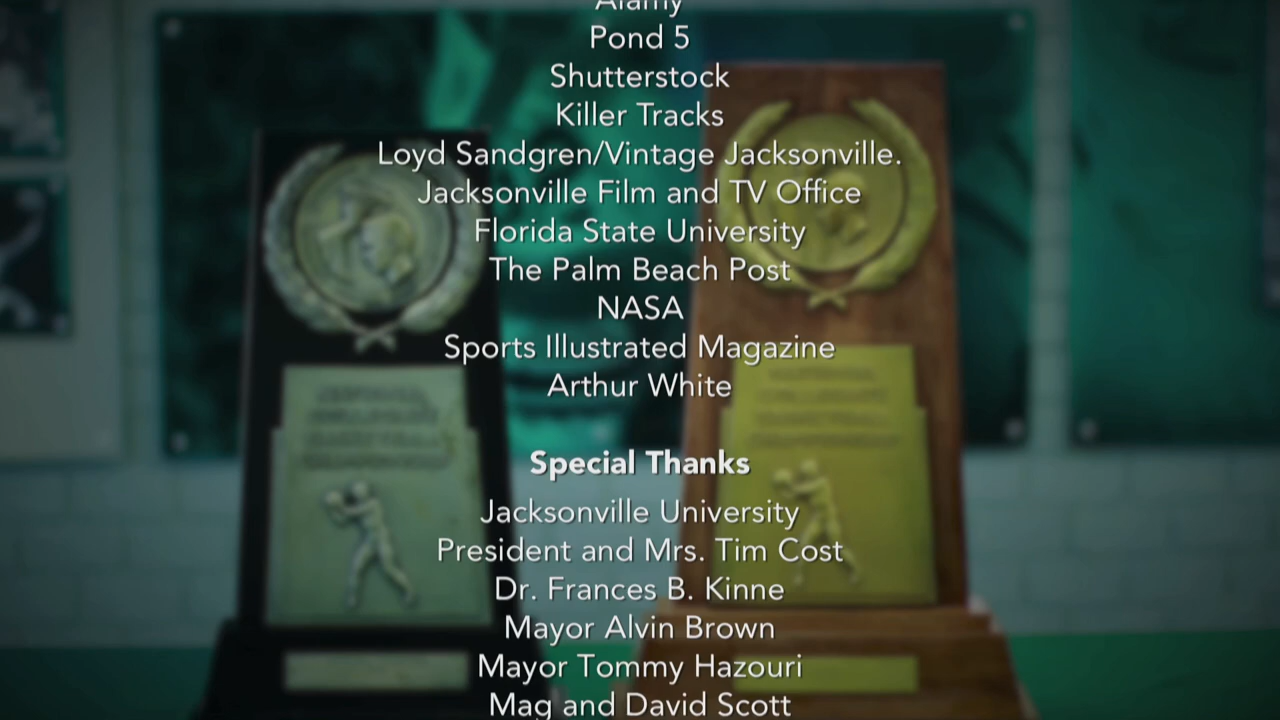 Alamy
Pond 5
Shutterstock
Killer Tracks
Loyd Sandgren/Vintage Jacksonville.
Jacksonville Film and TV Office
Florida State University
The Palm Beach Post
NASA
Sports Illustrated Magazine
Arthur White
Special Thanks
Jacksonville University
President and Mrs. Tim Cost
Dr. Frances B. Kinne
Mayor Alvin Brown
Mayor Tommy Hazouri
Mag and David Scott